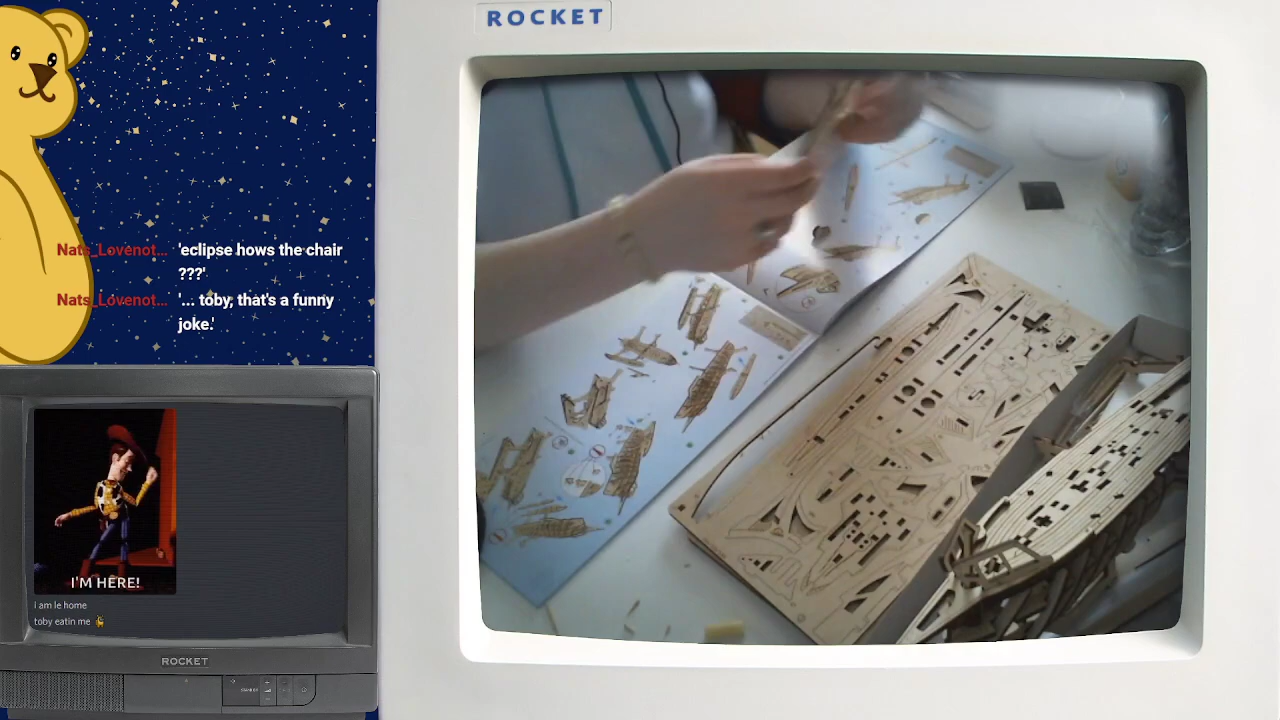 ROCKET
Nats_Lovenot... 'eclipse hows the chair
???'
Nats_Lovenot... '... toby, that's a funny
joke.'
I'M HERE!
i am le home
toby eatin me
ROCKET